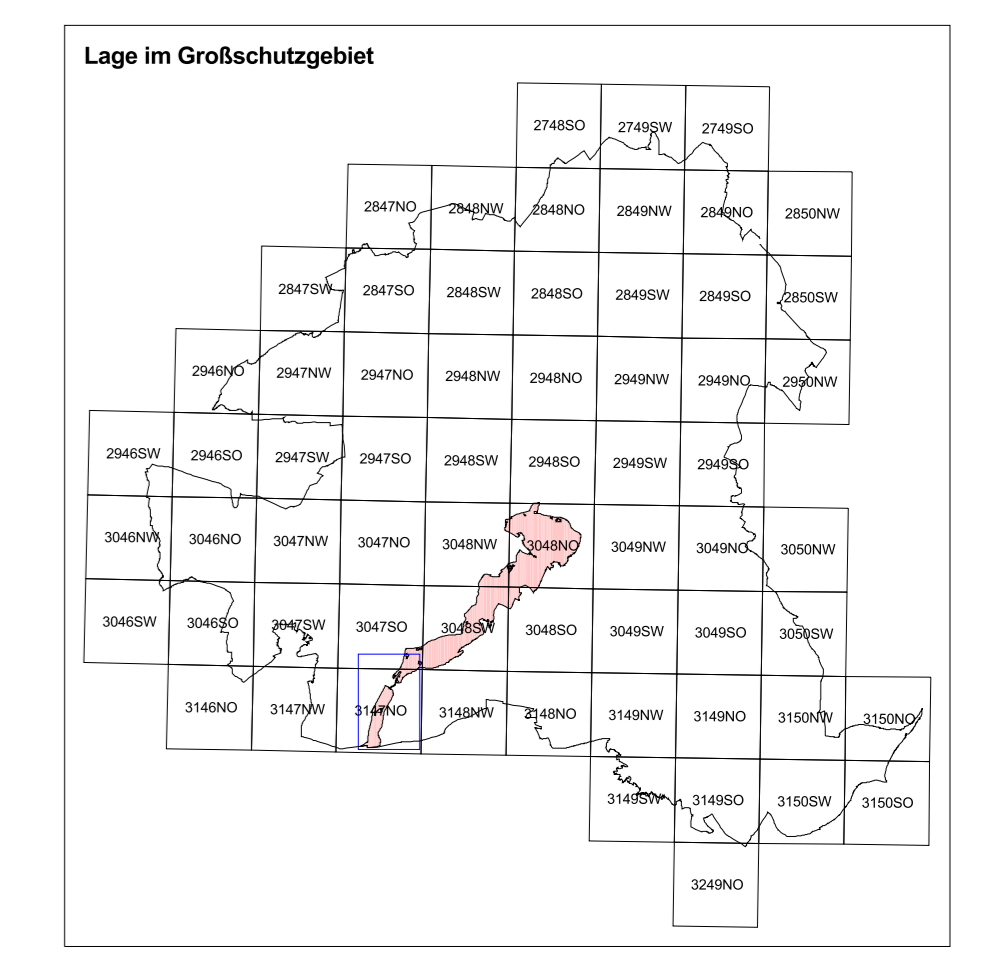 Lage im Großschutzgebiet
2748SO 2749SW 2749SO
2847NO 2848NW 2848NO 2849NW 2849NO 2850NW
2847SW 2847SO 2848SW 2848SO 2849SW 2849SO 2850SW
2946NO 2947NW 2947NO 2948NW 2948NO 2949NW 2949NO 2950NW
2946SW 2946SO 2947SW 2947SO 2948SW 2948SO 2949SW 2949SO
3046NW 3046NO 3047NW 3047NO 3048NW 3048NO 3049NW 3049NO 3050NW
3046SW 3046SO 3047SW 3047SO 3048SW 3048SO 3049SW 3049SO 3050SW
3146NO 3147NW 3147NO 3148NW 3148NO 3149NW 3149NO 3150NW 3150NO
3149SW 3149SO 3150SW 3150SO
3249NO